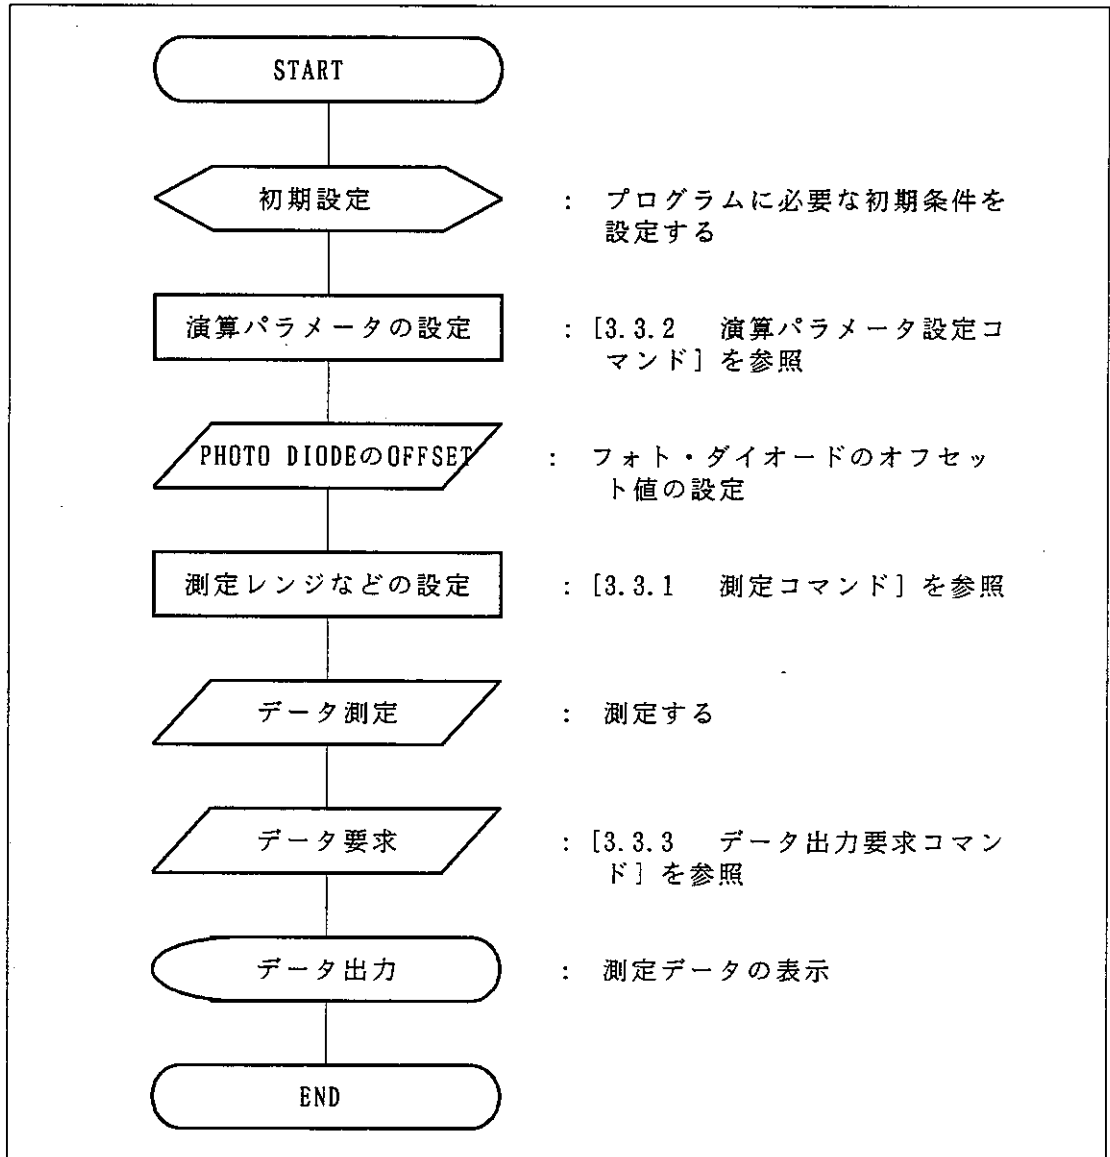 START
初期設定 : プログラムに必要な初期条件を
設定する
演算パラメータの設定 : [3.3.2 演算パラメータ設定コ
マンド] を参照
PHOTO DIODEのOFFSET : フォト・ダイオードのオフセッ
ト値の設定
測定レンジなどの設定 : [3.3.1 測定コマンド] を参照
データ測定 : 測定する
データ要求 : [3.3.3 データ出力要求コマン
ド] を参照
データ出力 : 測定データの表示
END